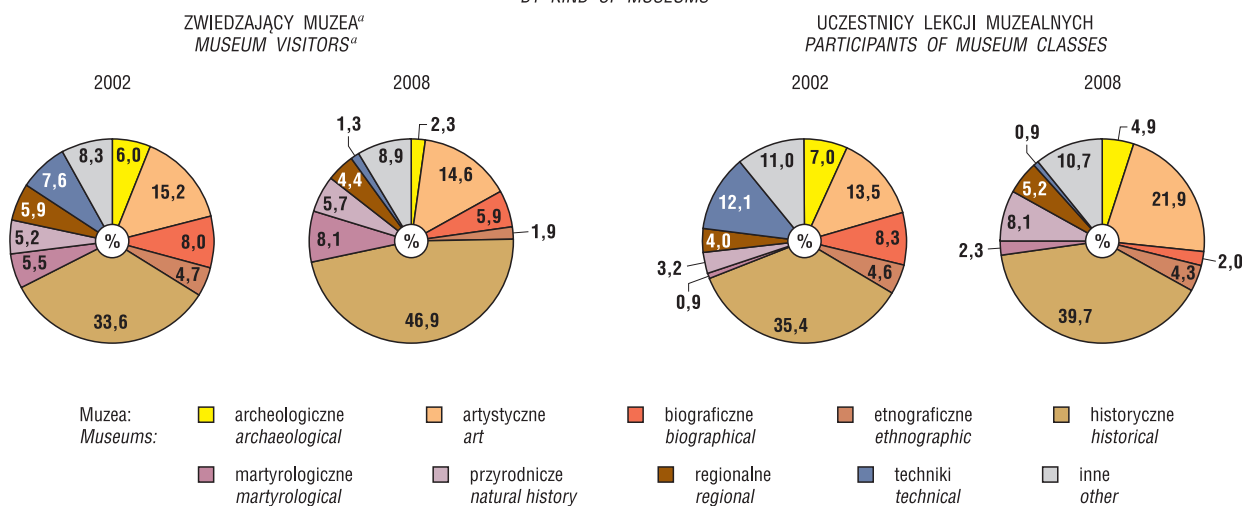 BY KIND OF MUSEUMS
ZWIEDZAJĄCY MUZEAa
MUSEUM VISITORSa
UCZESTNICY LEKCJI MUZEALNYCH
PARTICIPANTS OF MUSEUM CLASSES
2002
2008
2002
2008
8,3
6,0
7,6
15,2
5,9
5,2
%
8,0
5,5
4,7
33,6
1,3
2,3
8,9
4,4
14,6
5,7
5,9
8,1
%
1,9
46,9
11,0
7,0
12,1
13,5
4,0
%
8,3
3,2
4,6
0,9
35,4
0,9
4,9
10,7
5,2
21,9
8,1
2,3
%
2,0
4,3
39,7
Muzea:
Museums:
archeologiczne
archaeological
artystyczne
art
biograficzne
biographical
etnograficzne
ethnographic
historyczne
historical
martyrologiczne
martyrological
przyrodnicze
natural history
regionalne
regional
techniki
technical
inne
other